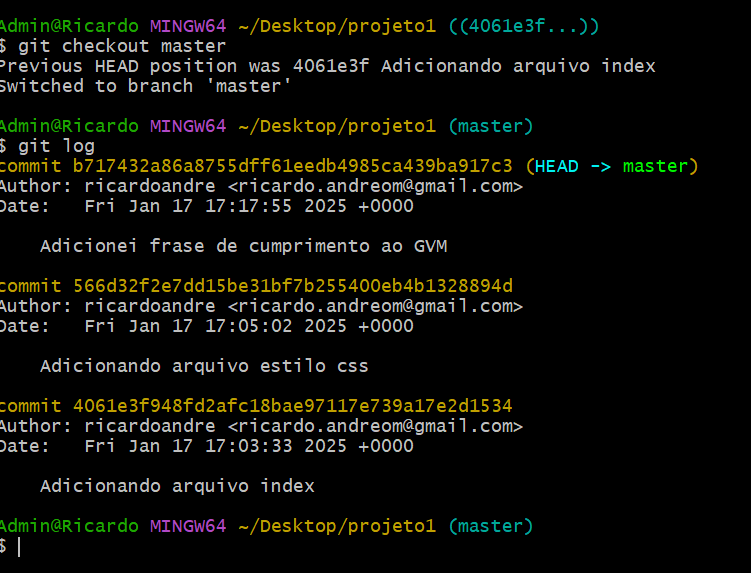 Admin@Ricardo MINGW64 ~/Desktop/projeto1 ((4061e3f...))
$ git checkout master
Previous HEAD position was 4061e3f Adicionando arquivo index
Switched to branch 'master'
Admin@Ricardo MINGW64 ~/Desktop/projeto1 (master)
$ git log
commit b717432a86a8755dff61eedb4985ca439ba917c3 (HEAD -> master)
Author: ricardoandre <ricardo.andreom@gmail.com>
Date:   Fri Jan 17 17:17:55 2025 +0000
Adicionei frase de cumprimento ao GVM
commit 566d32f2e7dd15be31bf7b255400eb4b1328894d
Author: ricardoandre <ricardo.andreom@gmail.com>
Date:   Fri Jan 17 17:05:02 2025 +0000
Adicionando arquivo estilo css
commit 4061e3f948fd2afc18bae97117e739a17e2d1534
Author: ricardoandre <ricardo.andreom@gmail.com>
Date:   Fri Jan 17 17:03:33 2025 +0000
Adicionando arquivo index
Admin@Ricardo MINGW64 ~/Desktop/projeto1 (master)
$